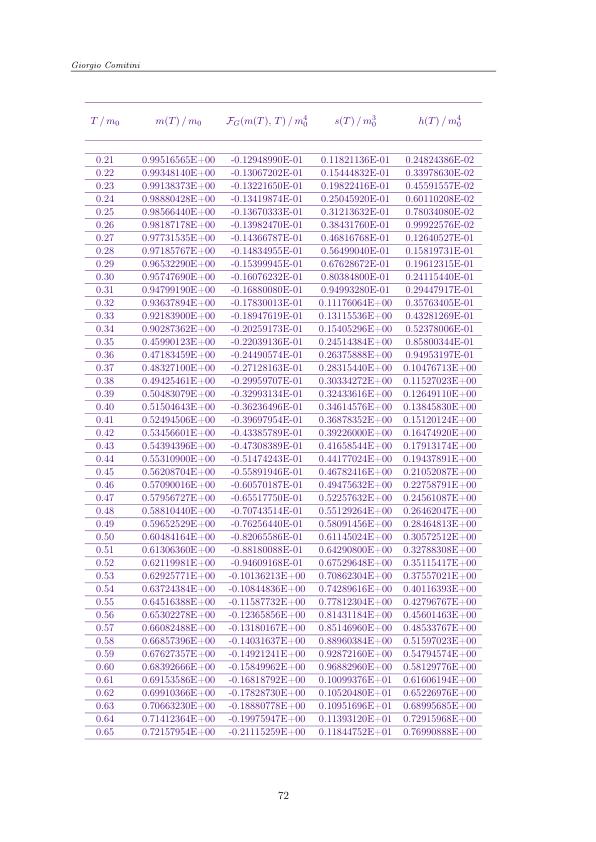 Giorgio Comitini
T / m₀ m(T) / m₀ ℱ_G(m(T), T) / m₀⁴ s(T) / m₀³ h(T) / m₀⁴
0.21 0.99516565E+00 -0.12948990E-01 0.11821136E-01 0.24824386E-02
0.22 0.99348140E+00 -0.13067202E-01 0.15444832E-01 0.33978630E-02
0.23 0.99138373E+00 -0.13221650E-01 0.19822416E-01 0.45591557E-02
0.24 0.98880428E+00 -0.13419874E-01 0.25045920E-01 0.60110208E-02
0.25 0.98566440E+00 -0.13670333E-01 0.31213632E-01 0.78034080E-02
0.26 0.98187178E+00 -0.13982470E-01 0.38431760E-01 0.99922576E-02
0.27 0.97731535E+00 -0.14366787E-01 0.46816768E-01 0.12640527E-01
0.28 0.97185767E+00 -0.14834955E-01 0.56499040E-01 0.15819731E-01
0.29 0.96532290E+00 -0.15399945E-01 0.67628672E-01 0.19612315E-01
0.30 0.95747690E+00 -0.16076232E-01 0.80384800E-01 0.24115440E-01
0.31 0.94799190E+00 -0.16880080E-01 0.94993280E-01 0.29447917E-01
0.32 0.93637894E+00 -0.17830013E-01 0.11176064E+00 0.35763405E-01
0.33 0.92183900E+00 -0.18947619E-01 0.13115536E+00 0.43281269E-01
0.34 0.90287362E+00 -0.20259173E-01 0.15405296E+00 0.52378006E-01
0.35 0.45990123E+00 -0.22039136E-01 0.24514384E+00 0.85800344E-01
0.36 0.47183459E+00 -0.24490574E-01 0.26375888E+00 0.94953197E-01
0.37 0.48327100E+00 -0.27128163E-01 0.28315440E+00 0.10476713E+00
0.38 0.49425461E+00 -0.29959707E-01 0.30334272E+00 0.11527023E+00
0.39 0.50483079E+00 -0.32993134E-01 0.32433616E+00 0.12649110E+00
0.40 0.51504643E+00 -0.36236496E-01 0.34614576E+00 0.13845830E+00
0.41 0.52494506E+00 -0.39697954E-01 0.36878352E+00 0.15120124E+00
0.42 0.53456601E+00 -0.43385789E-01 0.39226000E+00 0.16474920E+00
0.43 0.54394396E+00 -0.47308389E-01 0.41658544E+00 0.17913174E+00
0.44 0.55310900E+00 -0.51474243E-01 0.44177024E+00 0.19437891E+00
0.45 0.56208704E+00 -0.55891946E-01 0.46782416E+00 0.21052087E+00
0.46 0.57090016E+00 -0.60570187E-01 0.49475632E+00 0.22758791E+00
0.47 0.57956727E+00 -0.65517750E-01 0.52257632E+00 0.24561087E+00
0.48 0.58810440E+00 -0.70743514E-01 0.55129264E+00 0.26462047E+00
0.49 0.59652529E+00 -0.76256440E-01 0.58091456E+00 0.28464813E+00
0.50 0.60484164E+00 -0.82065586E-01 0.61145024E+00 0.30572512E+00
0.51 0.61306360E+00 -0.88180088E-01 0.64290800E+00 0.32788308E+00
0.52 0.62119981E+00 -0.94609168E-01 0.67529648E+00 0.35115417E+00
0.53 0.62925771E+00 -0.10136213E+00 0.70862304E+00 0.37557021E+00
0.54 0.63724384E+00 -0.10844836E+00 0.74289616E+00 0.40116393E+00
0.55 0.64516388E+00 -0.11587732E+00 0.77812304E+00 0.42796767E+00
0.56 0.65302278E+00 -0.12365856E+00 0.81431184E+00 0.45601463E+00
0.57 0.66082488E+00 -0.13180167E+00 0.85146960E+00 0.48533767E+00
0.58 0.66857396E+00 -0.14031637E+00 0.88960384E+00 0.51597023E+00
0.59 0.67627357E+00 -0.14921241E+00 0.92872160E+00 0.54794574E+00
0.60 0.68392666E+00 -0.15849962E+00 0.96882960E+00 0.58129776E+00
0.61 0.69153586E+00 -0.16818792E+00 0.10099376E+01 0.61606194E+00
0.62 0.69910366E+00 -0.17828730E+00 0.10520480E+01 0.65226976E+00
0.63 0.70663230E+00 -0.18880778E+00 0.10951696E+01 0.68995685E+00
0.64 0.71412364E+00 -0.19975947E+00 0.11393120E+01 0.72915968E+00
0.65 0.72157954E+00 -0.21115259E+00 0.11844752E+01 0.76990888E+00
72